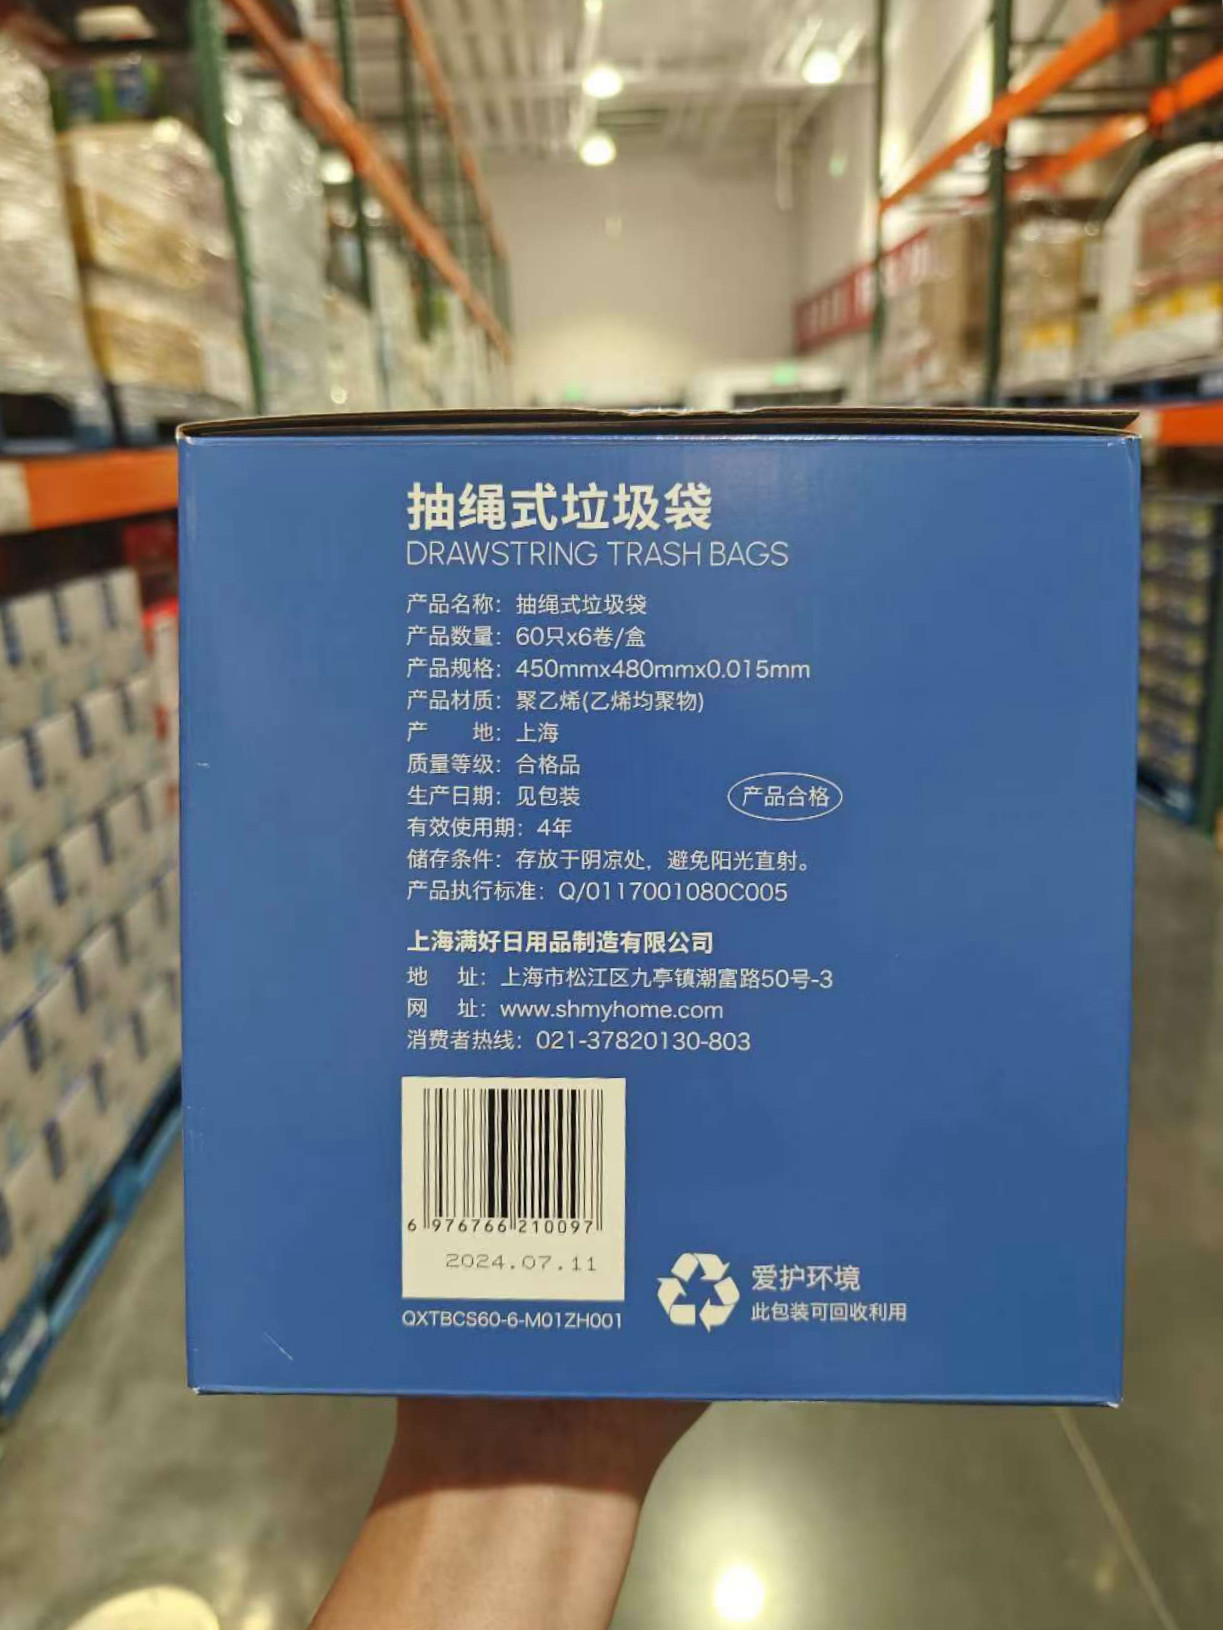 抽绳式垃圾袋
DRAWSTRING TRASH BAGS
产品名称：抽绳式垃圾袋
产品数量：60只x6卷/盒
产品规格：450mmx480mmx0.015mm
产品材质：聚乙烯(乙烯均聚物)
产 地：上海
质量等级：合格品
生产日期：见包装
产品合格
有效使用期：4年
储存条件：存放于阴凉处，避免阳光直射。
产品执行标准：Q/0117001080C005
上海满好日用品制造有限公司
地 址：上海市松江区九亭镇潮富路50号-3
网 址：www.shmyhome.com
消费者热线：021-37820130-803
6 976766 210097
2024.07.11
QXTBCS60-6-M01ZH001
爱护环境
此包装可回收利用